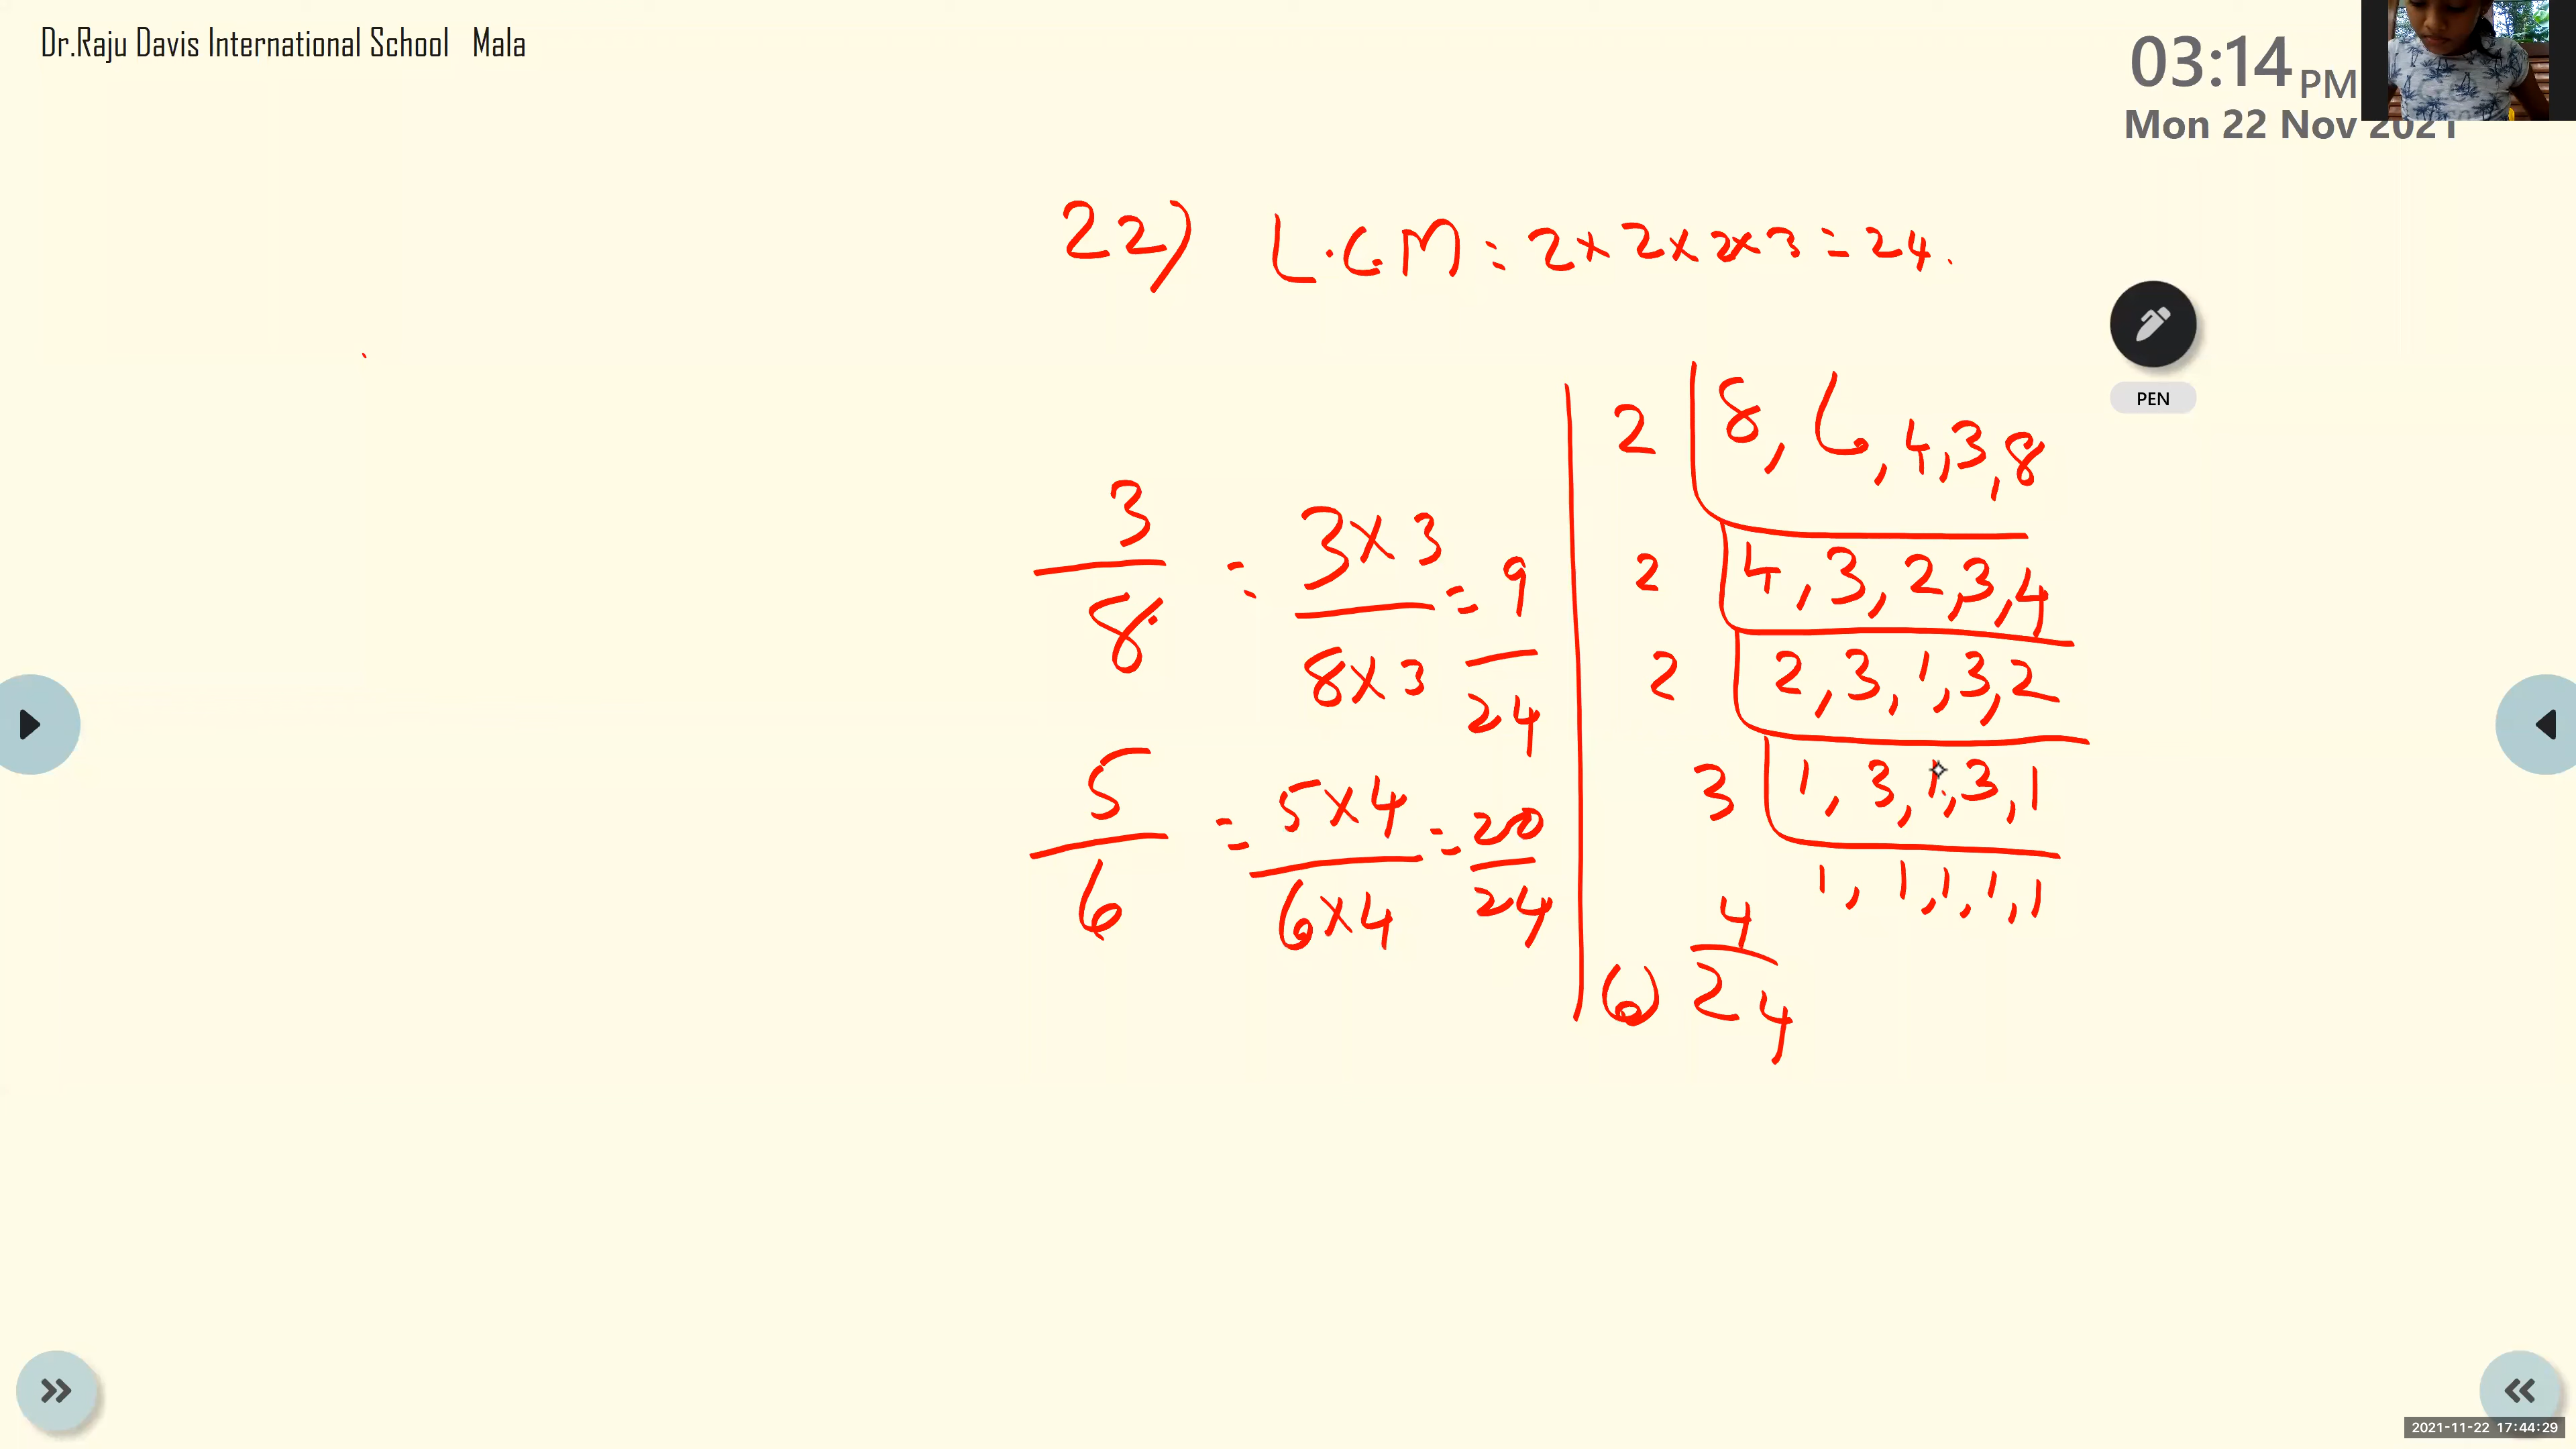 Dr.Raju Davis International School Mala
03:14 PM
Mon 22 Nov 2021
22) L.C.M = 2 x 2 x 2 x 3 = 24.
PEN
3/8 = 3 x 3/8 x 3 = 9/24
5/6 = 5 x 4/6 x 4 = 20/24
2 | 8, 6, 4, 3, 8
2 | 4, 3, 2, 3, 4
2 | 2, 3, 1, 3, 2
3 | 1, 3, 1, 3, 1
1, 1, 1, 1, 1
6) 4/24
2021-11-22 17:44:29